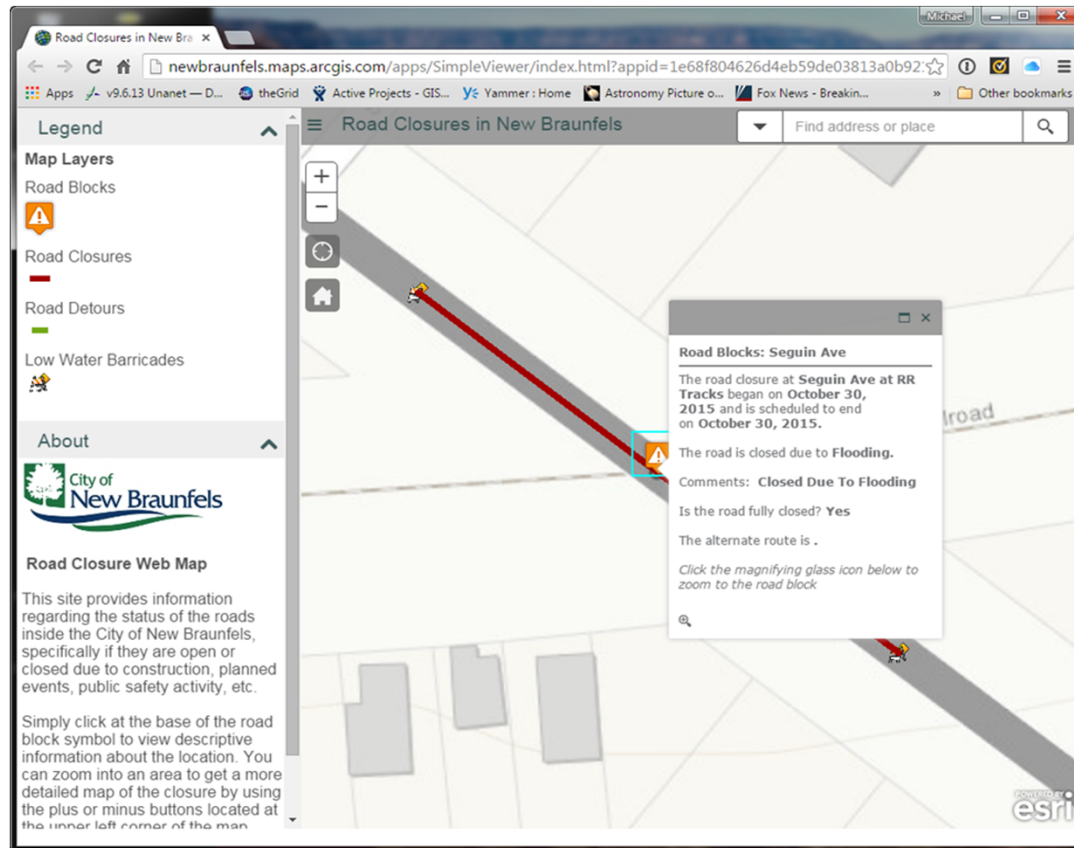 Michael
Road Closures in New Bra
newbraunfels.maps.arcgis.com/apps/SimpleViewer/index.html?appid=1e68f804626d4eb59de03813a0b92
Apps v9.6.13 Unanet — D... theGrid Active Projects - GIS... Yammer : Home Astronomy Picture o... Fox News - Breakin... » Other bookmarks
Legend
Map Layers
Road Blocks
Road Closures
Road Detours
Low Water Barricades
About
City of
New Braunfels
Road Closure Web Map
This site provides information
regarding the status of the roads
inside the City of New Braunfels,
specifically if they are open or
closed due to construction, planned
events, public safety activity, etc.
Simply click at the base of the road
block symbol to view descriptive
information about the location. You
can zoom into an area to get a more
detailed map of the closure by using
the plus or minus buttons located at
the upper left corner of the map.
Road Closures in New Braunfels
Find address or place
+
−
Road Blocks: Seguin Ave
The road closure at Seguin Ave at RR
Tracks began on October 30,
2015 and is scheduled to end
on October 30, 2015.
The road is closed due to Flooding.
Comments: Closed Due To Flooding
Is the road fully closed? Yes
The alternate route is .
Click the magnifying glass icon below to
zoom to the road block
lroad
POWERED BY
esri